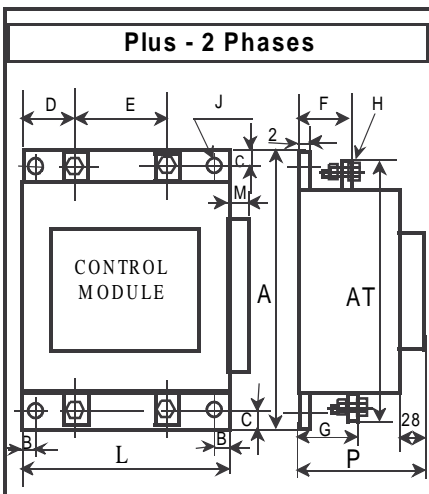 Plus - 2 Phases
D E J F H
2 C
M
CONTROL
MODULE
A AT
C G 28
B B
L P